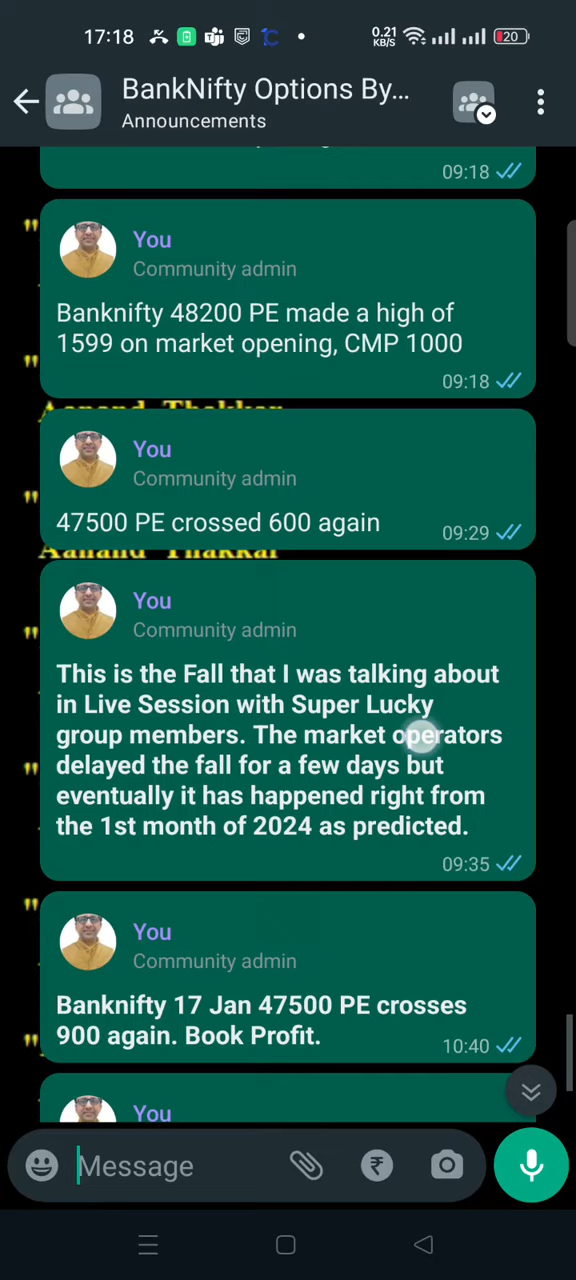 17:18
0.21
KB/S
20
BankNifty Options By...
Announcements
09:18
You
Community admin
Banknifty 48200 PE made a high of
1599 on market opening, CMP 1000
09:18
Aanand Thakkar
You
Community admin
47500 PE crossed 600 again
09:29
Aanand Thakkar
You
Community admin
This is the Fall that I was talking about
in Live Session with Super Lucky
group members. The market operators
delayed the fall for a few days but
eventually it has happened right from
the 1st month of 2024 as predicted.
09:35
You
Community admin
Banknifty 17 Jan 47500 PE crosses
900 again. Book Profit.
10:40
You
Message